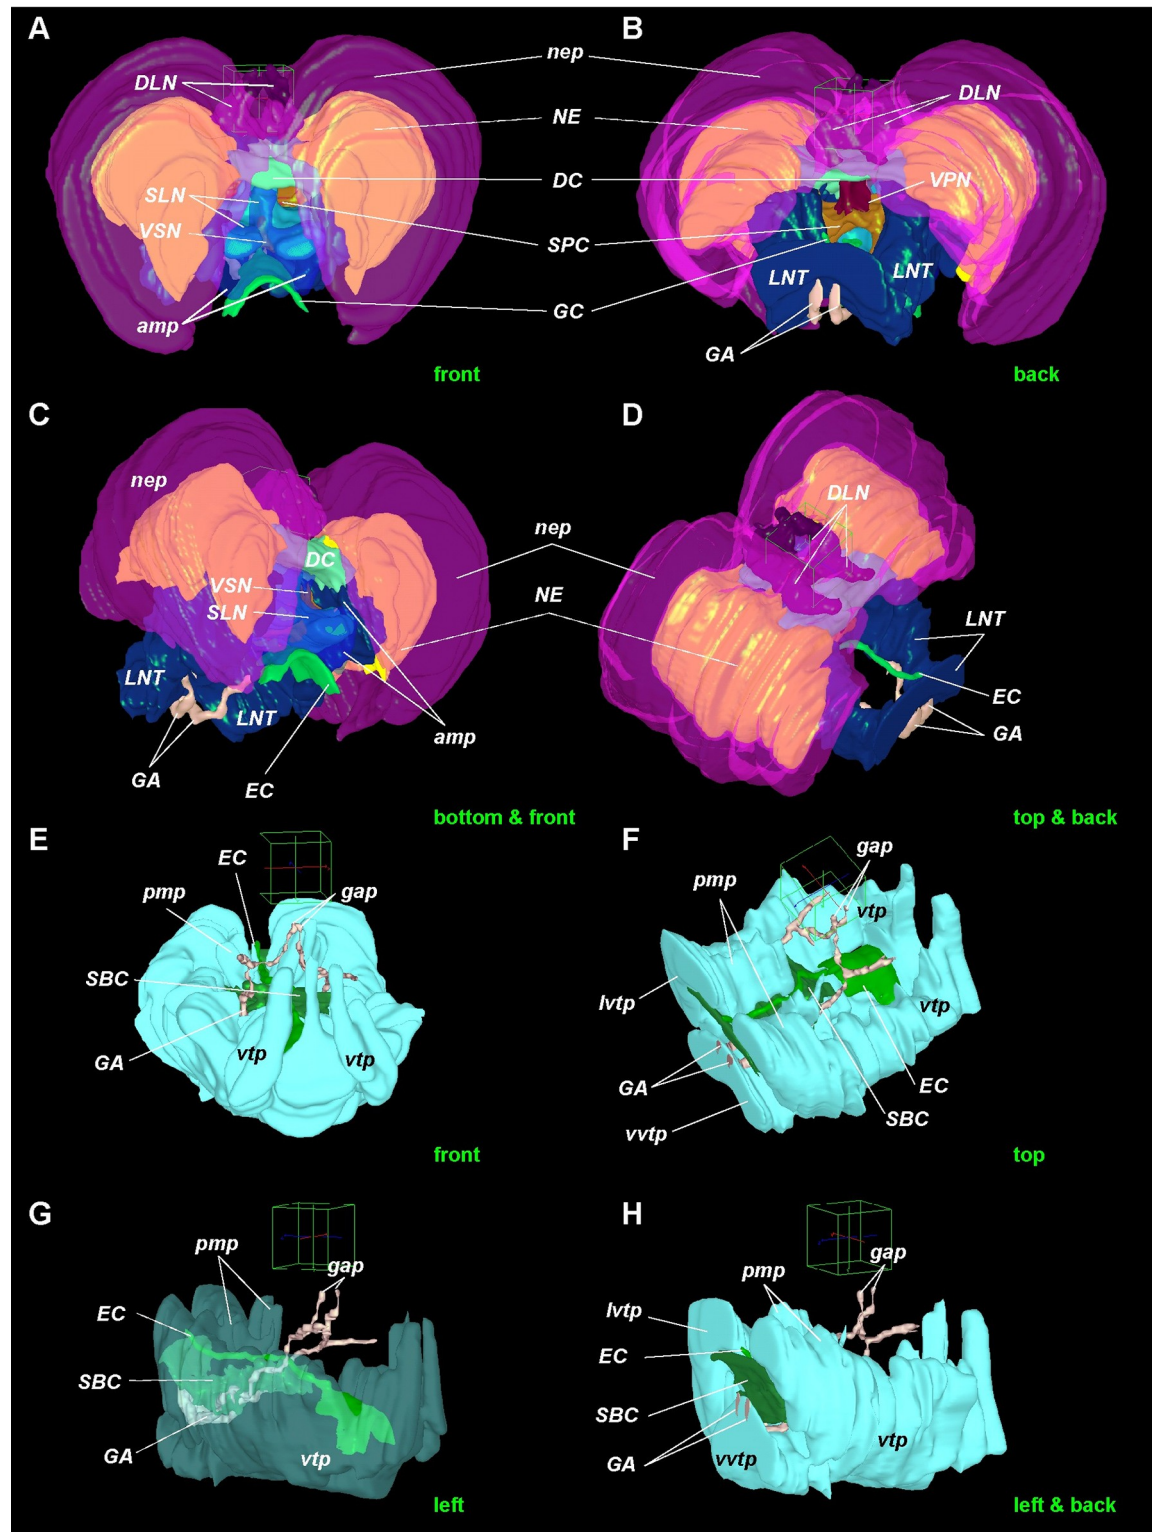 A
B
nep
DLN
DLN
NE
DC
VPN
SLN
VSN
SPC
LNT
LNT
GC
amp
GA
front
back
C
D
nep
DLN
nep
DC
VSN
NE
SLN
LNT
LNT
LNT
EC
GA
amp
GA
EC
bottom & front
top & back
E
F
EC
gap
pmp
gap
pmp
vtp
SBC
lvtp
vtp
GA
vtp
vtp
GA
EC
SBC
vvtp
front
top
G
H
pmp
gap
gap
pmp
EC
lvtp
EC
SBC
SBC
GA
vtp
GA
vvtp
vtp
left
left & back